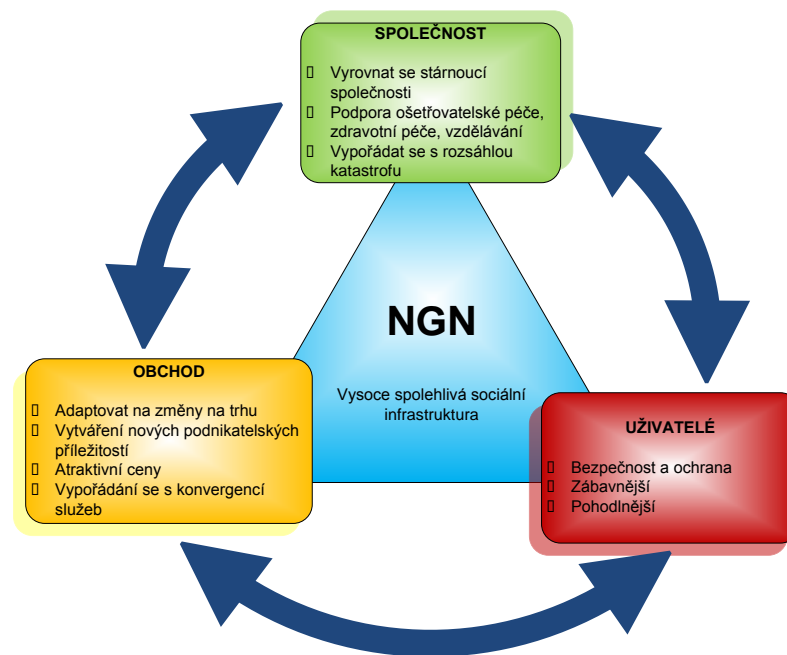 SPOLEČNOST
Vyrovnat se stárnoucí
společnosti
Podpora ošetřovatelské péče,
zdravotní péče, vzdělávání
Vypořádat se s rozsáhlou
katastrofu
NGN
Vysoce spolehlivá sociální
infrastruktura
OBCHOD
Adaptovat na změny na trhu
Vytváření nových podnikatelských
příležitostí
Atraktivní ceny
Vypořádání se s konvergencí
služeb
UŽIVATELÉ
Bezpečnost a ochrana
Zábavnější
Pohodlnější